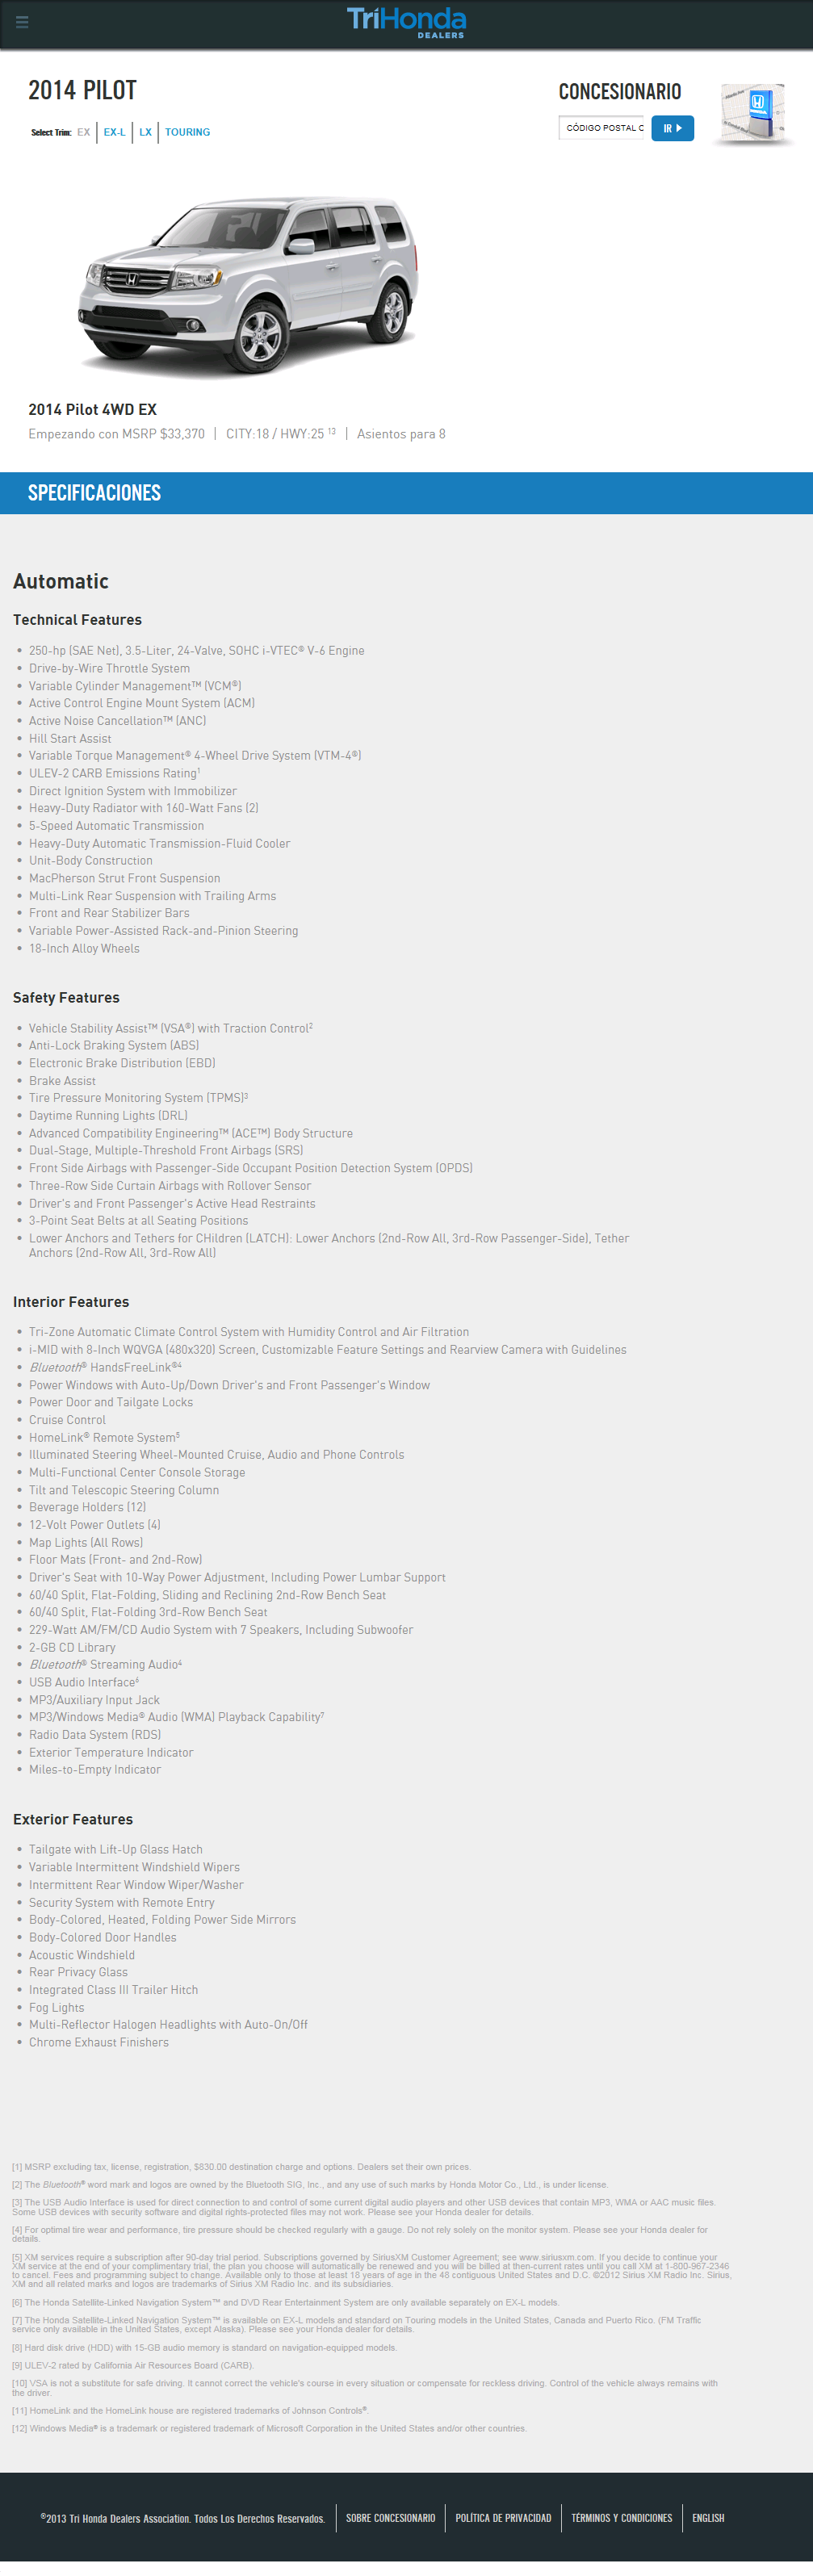 TriHonda
DEALERS
2014 PILOT
Select Trim: EX | EX-L | LX | TOURING
CONCESIONARIO
CÓDIGO POSTAL C
IR
2014 Pilot 4WD EX
Empezando con MSRP $33,370 | CITY:18 / HWY:25 13 | Asientos para 8
SPECIFICACIONES
Automatic
Technical Features
• 250-hp (SAE Net), 3.5-Liter, 24-Valve, SOHC i-VTEC® V-6 Engine
• Drive-by-Wire Throttle System
• Variable Cylinder Management™ (VCM®)
• Active Control Engine Mount System (ACM)
• Active Noise Cancellation™ (ANC)
• Hill Start Assist
• Variable Torque Management® 4-Wheel Drive System (VTM-4®)
• ULEV-2 CARB Emissions Rating1
• Direct Ignition System with Immobilizer
• Heavy-Duty Radiator with 160-Watt Fans (2)
• 5-Speed Automatic Transmission
• Heavy-Duty Automatic Transmission-Fluid Cooler
• Unit-Body Construction
• MacPherson Strut Front Suspension
• Multi-Link Rear Suspension with Trailing Arms
• Front and Rear Stabilizer Bars
• Variable Power-Assisted Rack-and-Pinion Steering
• 18-Inch Alloy Wheels
Safety Features
• Vehicle Stability Assist™ (VSA®) with Traction Control2
• Anti-Lock Braking System (ABS)
• Electronic Brake Distribution (EBD)
• Brake Assist
• Tire Pressure Monitoring System (TPMS)3
• Daytime Running Lights (DRL)
• Advanced Compatibility Engineering™ (ACE™) Body Structure
• Dual-Stage, Multiple-Threshold Front Airbags (SRS)
• Front Side Airbags with Passenger-Side Occupant Position Detection System (OPDS)
• Three-Row Side Curtain Airbags with Rollover Sensor
• Driver's and Front Passenger's Active Head Restraints
• 3-Point Seat Belts at all Seating Positions
• Lower Anchors and Tethers for CHildren (LATCH): Lower Anchors (2nd-Row All, 3rd-Row Passenger-Side), Tether
Anchors (2nd-Row All, 3rd-Row All)
Interior Features
• Tri-Zone Automatic Climate Control System with Humidity Control and Air Filtration
• i-MID with 8-Inch WQVGA (480x320) Screen, Customizable Feature Settings and Rearview Camera with Guidelines
• Bluetooth® HandsFreeLink®4
• Power Windows with Auto-Up/Down Driver's and Front Passenger's Window
• Power Door and Tailgate Locks
• Cruise Control
• HomeLink® Remote System5
• Illuminated Steering Wheel-Mounted Cruise, Audio and Phone Controls
• Multi-Functional Center Console Storage
• Tilt and Telescopic Steering Column
• Beverage Holders (12)
• 12-Volt Power Outlets (4)
• Map Lights (All Rows)
• Floor Mats (Front- and 2nd-Row)
• Driver's Seat with 10-Way Power Adjustment, Including Power Lumbar Support
• 60/40 Split, Flat-Folding, Sliding and Reclining 2nd-Row Bench Seat
• 60/40 Split, Flat-Folding 3rd-Row Bench Seat
• 229-Watt AM/FM/CD Audio System with 7 Speakers, Including Subwoofer
• 2-GB CD Library
• Bluetooth® Streaming Audio4
• USB Audio Interface6
• MP3/Auxiliary Input Jack
• MP3/Windows Media® Audio (WMA) Playback Capability7
• Radio Data System (RDS)
• Exterior Temperature Indicator
• Miles-to-Empty Indicator
Exterior Features
• Tailgate with Lift-Up Glass Hatch
• Variable Intermittent Windshield Wipers
• Intermittent Rear Window Wiper/Washer
• Security System with Remote Entry
• Body-Colored, Heated, Folding Power Side Mirrors
• Body-Colored Door Handles
• Acoustic Windshield
• Rear Privacy Glass
• Integrated Class III Trailer Hitch
• Fog Lights
• Multi-Reflector Halogen Headlights with Auto-On/Off
• Chrome Exhaust Finishers
[1] MSRP excluding tax, license, registration, $830.00 destination charge and options. Dealers set their own prices.
[2] The Bluetooth® word mark and logos are owned by the Bluetooth SIG, Inc., and any use of such marks by Honda Motor Co., Ltd., is under license.
[3] The USB Audio Interface is used for direct connection to and control of some current digital audio players and other USB devices that contain MP3, WMA or AAC music files.
Some USB devices with security software and digital rights-protected files may not work. Please see your Honda dealer for details.
[4] For optimal tire wear and performance, tire pressure should be checked regularly with a gauge. Do not rely solely on the monitor system. Please see your Honda dealer for
details.
[5] XM services require a subscription after 90-day trial period. Subscriptions governed by SiriusXM Customer Agreement; see www.siriusxm.com. If you decide to continue your
XM service at the end of your complimentary trial, the plan you choose will automatically be renewed and you will be billed at then-current rates until you call XM at 1-800-967-2346
to cancel. Fees and programming subject to change. Available only to those at least 18 years of age in the 48 contiguous United States and D.C. ©2012 Sirius XM Radio Inc. Sirius,
XM and all related marks and logos are trademarks of Sirius XM Radio Inc. and its subsidiaries.
[6] The Honda Satellite-Linked Navigation System™ and DVD Rear Entertainment System are only available separately on EX-L models.
[7] The Honda Satellite-Linked Navigation System™ is available on EX-L models and standard on Touring models in the United States, Canada and Puerto Rico. (FM Traffic
service only available in the United States, except Alaska). Please see your Honda dealer for details.
[8] Hard disk drive (HDD) with 15-GB audio memory is standard on navigation-equipped models.
[9] ULEV-2 rated by California Air Resources Board (CARB).
[10] VSA is not a substitute for safe driving. It cannot correct the vehicle's course in every situation or compensate for reckless driving. Control of the vehicle always remains with
the driver.
[11] HomeLink and the HomeLink house are registered trademarks of Johnson Controls®.
[12] Windows Media® is a trademark or registered trademark of Microsoft Corporation in the United States and/or other countries.
©2013 Tri Honda Dealers Association. Todos Los Derechos Reservados. | SOBRE CONCESIONARIO | POLÍTICA DE PRIVACIDAD | TÉRMINOS Y CONDICIONES | ENGLISH